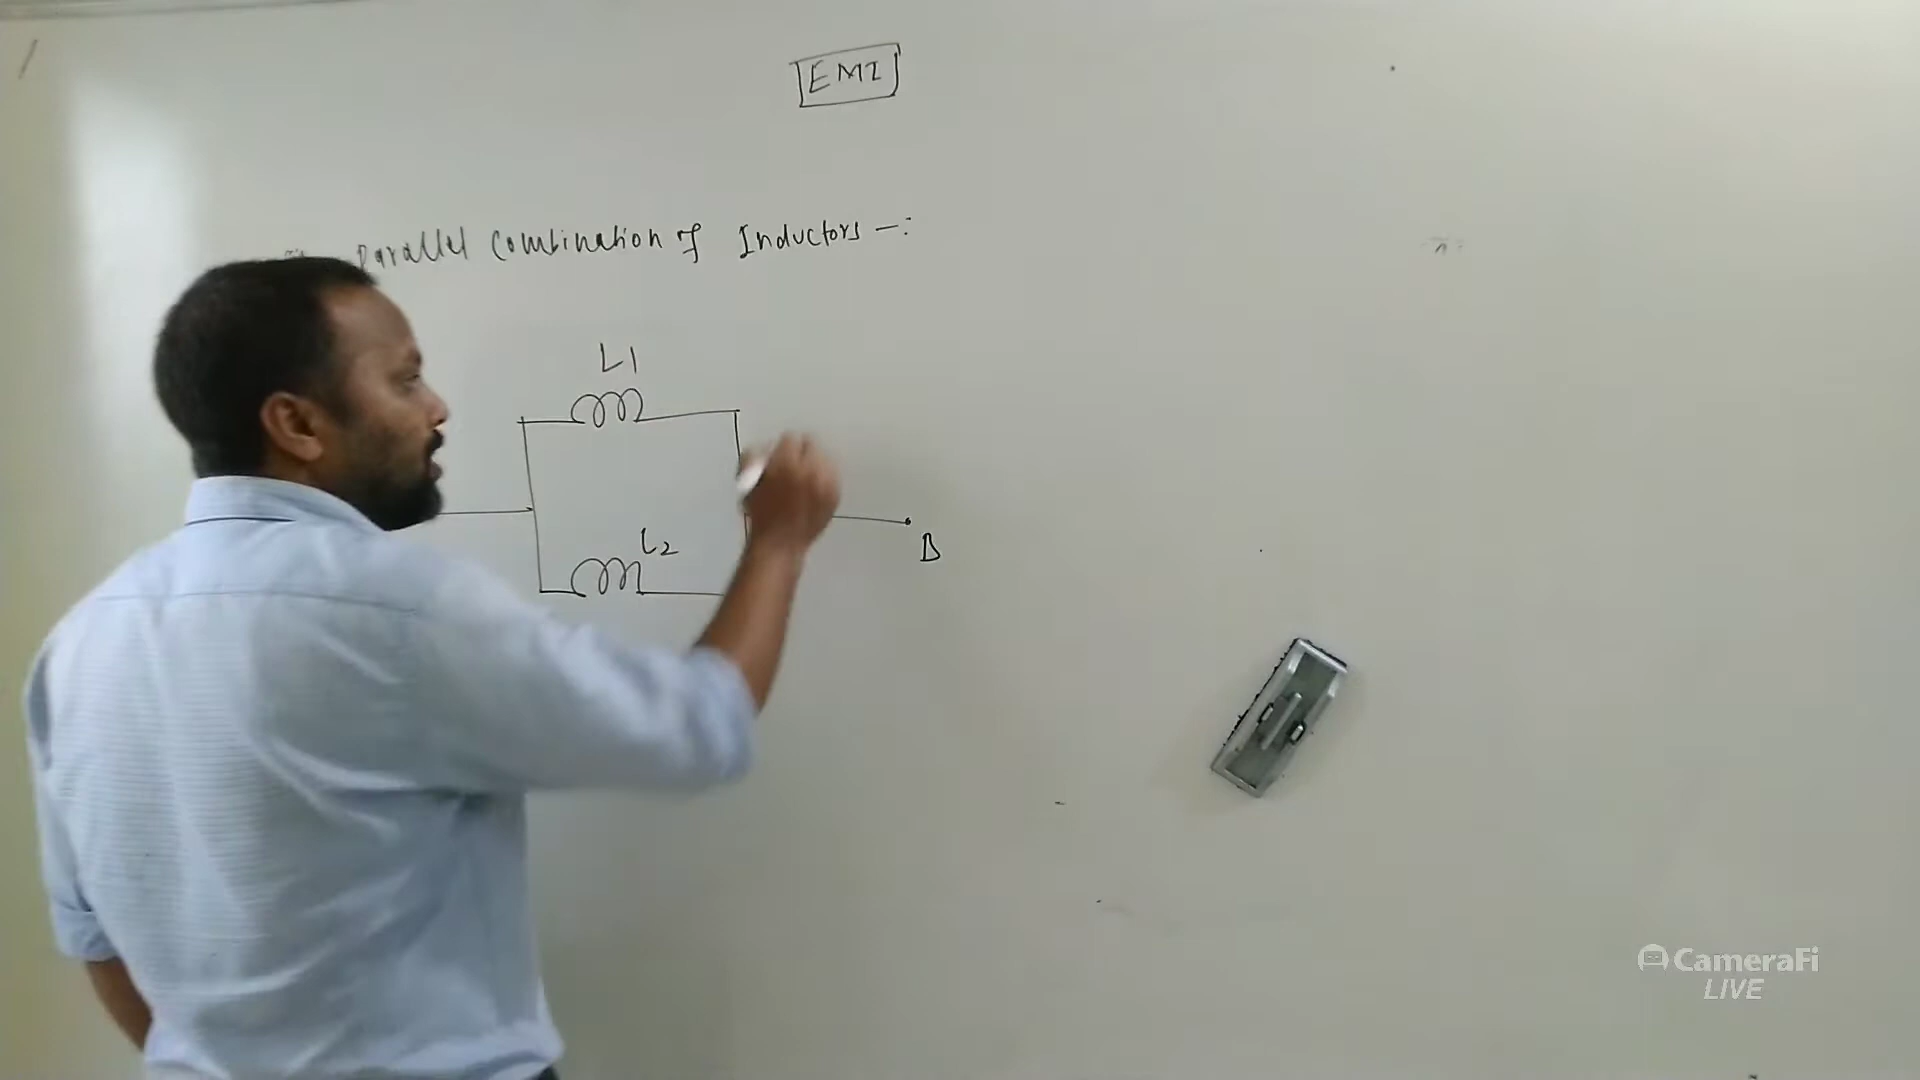 EMI
Parallel Combination of Inductors -:
L1
L2
B
CameraFi
LIVE